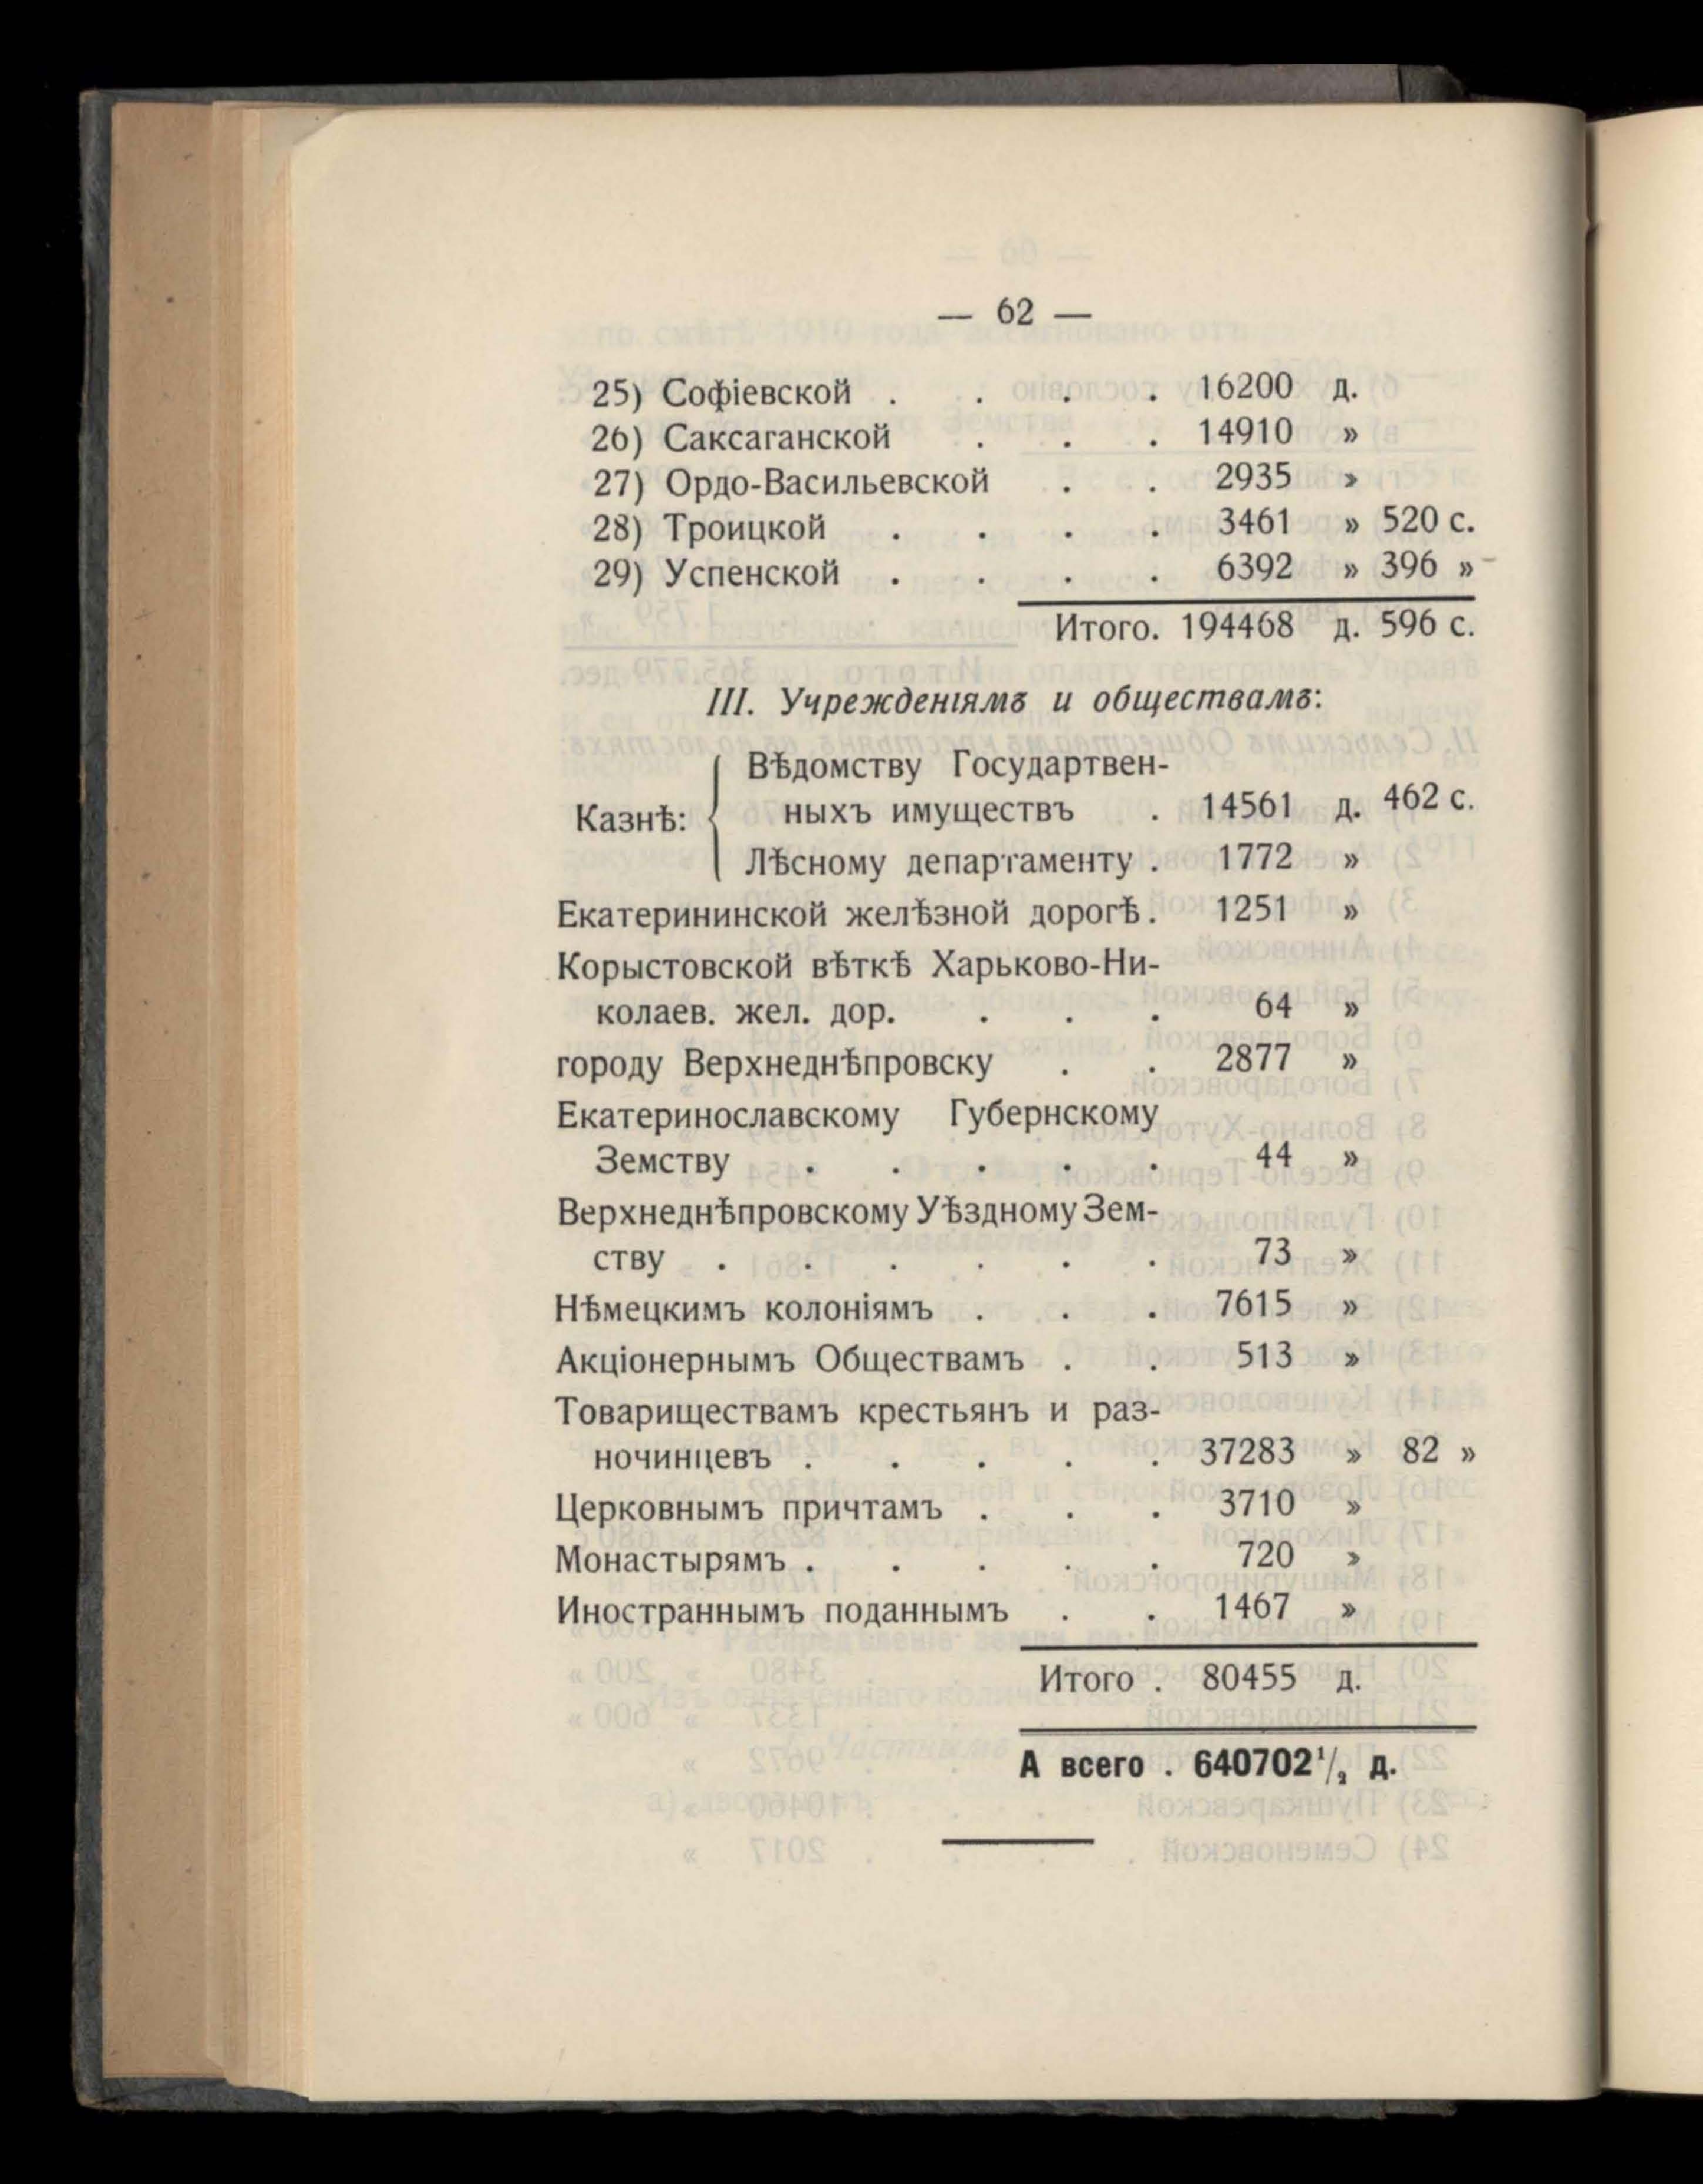 — 62 —
25) Софіевской . . . . 16200 д.
26) Саксаганской . . . 14910 »
27) Ордо-Васильевской . . 2935 »
28) Троицкой . . . . 3461 » 520 с.
29) Успенской . . . . 6392 » 396 »
Итого. 194468 д. 596 с.
III. Учрежденіямъ и обществамъ:
Вѣдомству Государтвен-
Казнѣ: ныхъ имуществъ . 14561 д. 462 с.
Лѣсному департаменту . 1772 »
Екатерининской желѣзной дорогѣ. 1251 »
Корыстовской вѣткѣ Харьково-Ни-
колаев. жел. дор. . . . 64 »
городу Верхнеднѣпровску . . 2877 »
Екатеринославскому Губернскому
Земству . . . . . 44 »
Верхнеднѣпровскому Уѣздному Зем-
ству . . . . . . 73 »
Нѣмецкимъ колоніямъ . . . 7615 »
Акціонернымъ Обществамъ . . 513 »
Товариществамъ крестьянъ и раз-
ночинцевъ . . . . . 37283 » 82 »
Церковнымъ причтамъ . . . 3710 »
Монастырямъ . . . . . 720 »
Иностраннымъ поданнымъ . . 1467 »
Итого . 80455 д.
А всего . 640702¹/₂ д.